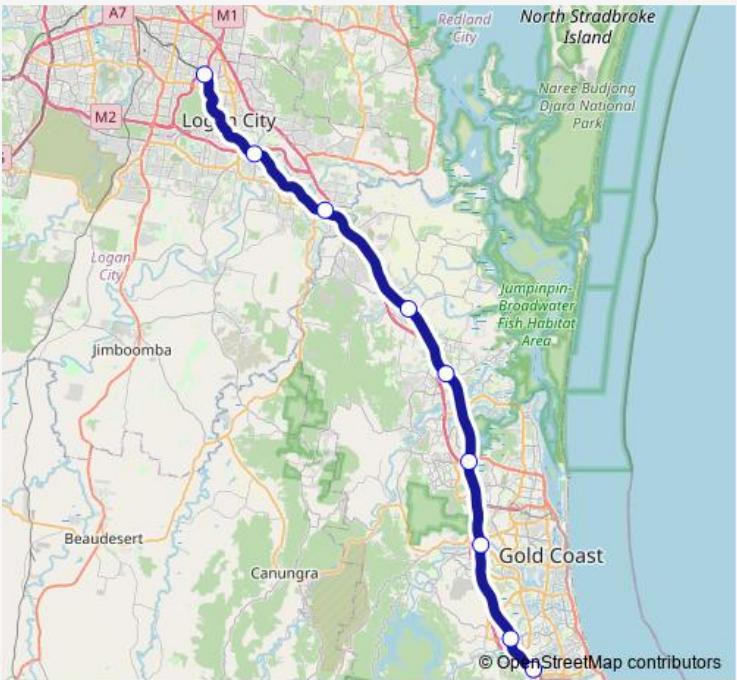 A7
M1
Redland
City
North Stradbroke
Island
Naree Budjong
Djara National
Park
M2
Logan City
Logan
City
Jumpinpin-
Broadwater
Fish Habitat
Area
Jimboomba
Beaudesert
Canungra
Gold Coast
© OpenStreetMap contributors